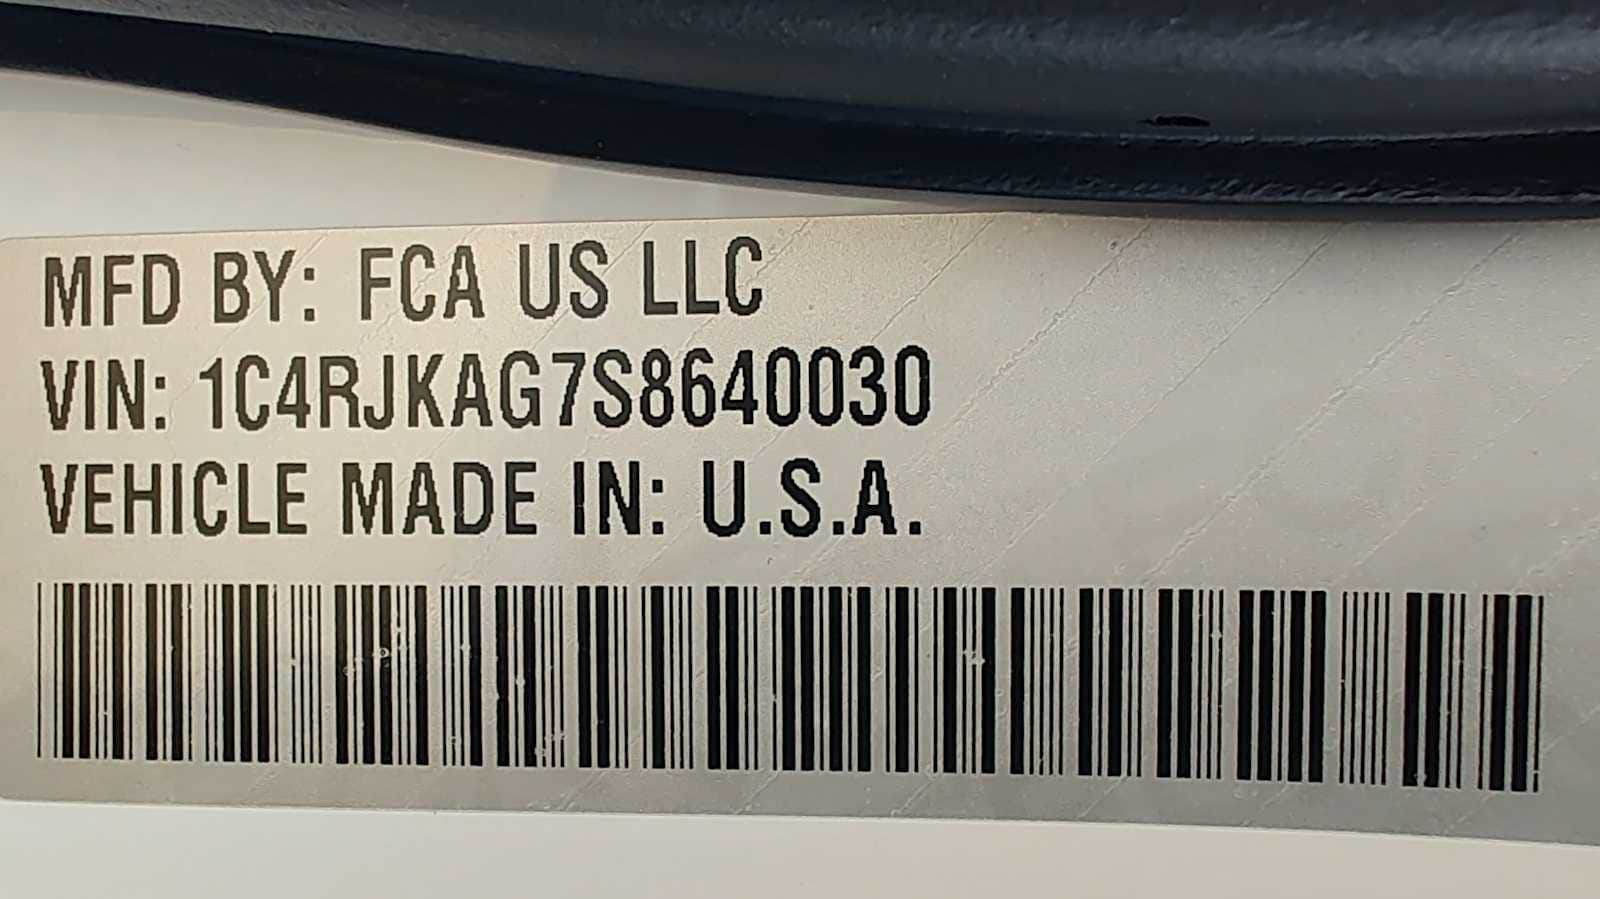 MFD BY: FCA US LLC
VIN: 1C4RJKAG7S8640030
VEHICLE MADE IN: U.S.A.